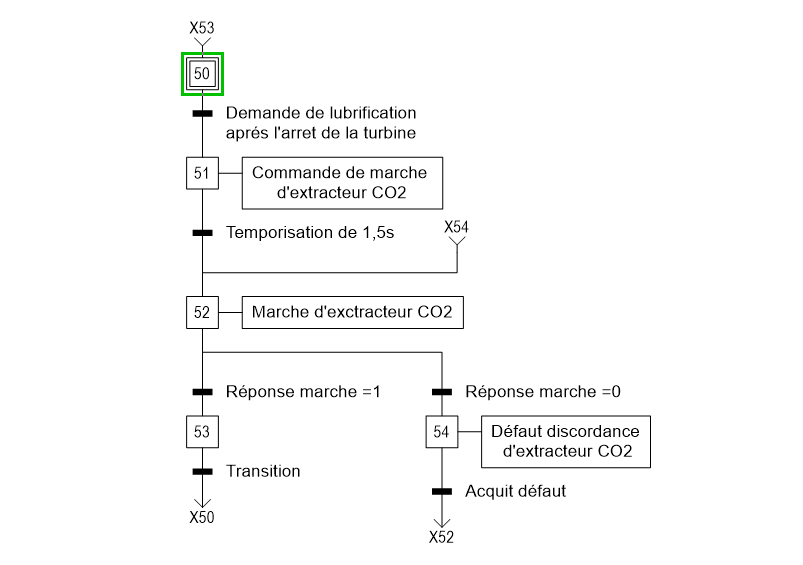 X53
50
Demande de lubrification
aprés l'arret de la turbine
51
Commande de marche
d'extracteur CO2
Temporisation de 1,5s
X54
52
Marche d'exctracteur CO2
Réponse marche =1
Réponse marche =0
53
54
Défaut discordance
d'extracteur CO2
Transition
Acquit défaut
X50
X52